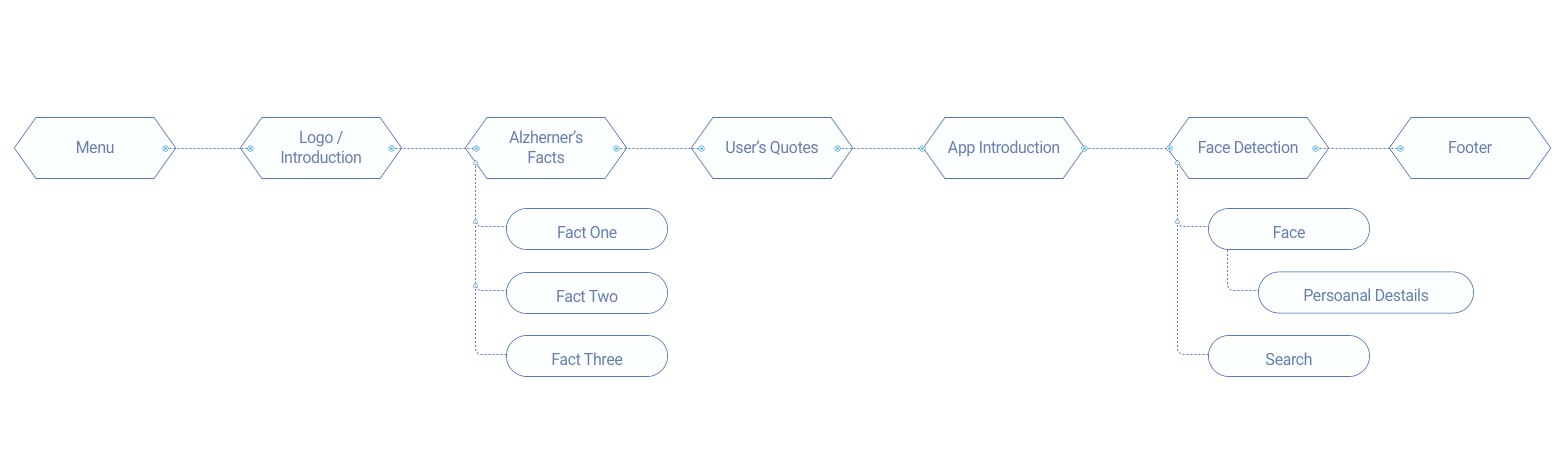 Menu
Logo /
Introduction
Alzherner's
Facts
User's Quotes
App Introduction
Face Detection
Footer
Fact One
Fact Two
Fact Three
Face
Persoanal Destails
Search